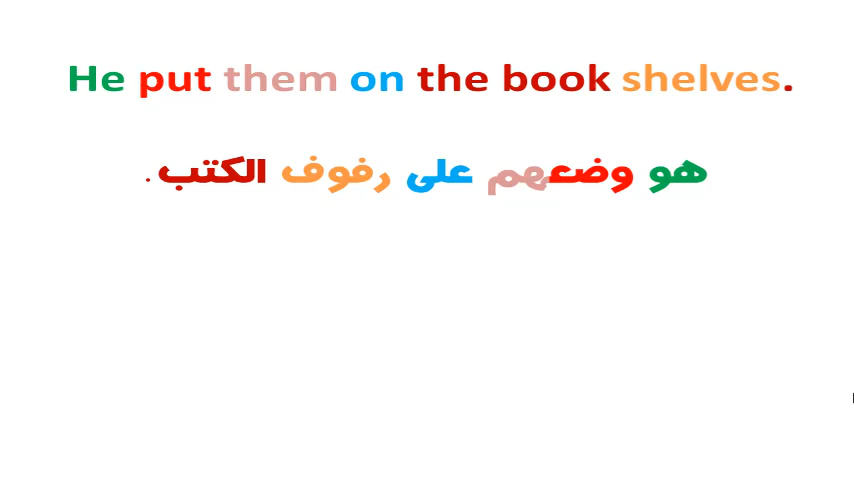 He put them on the book shelves.
هو وضعهم على رفوف الكتب .